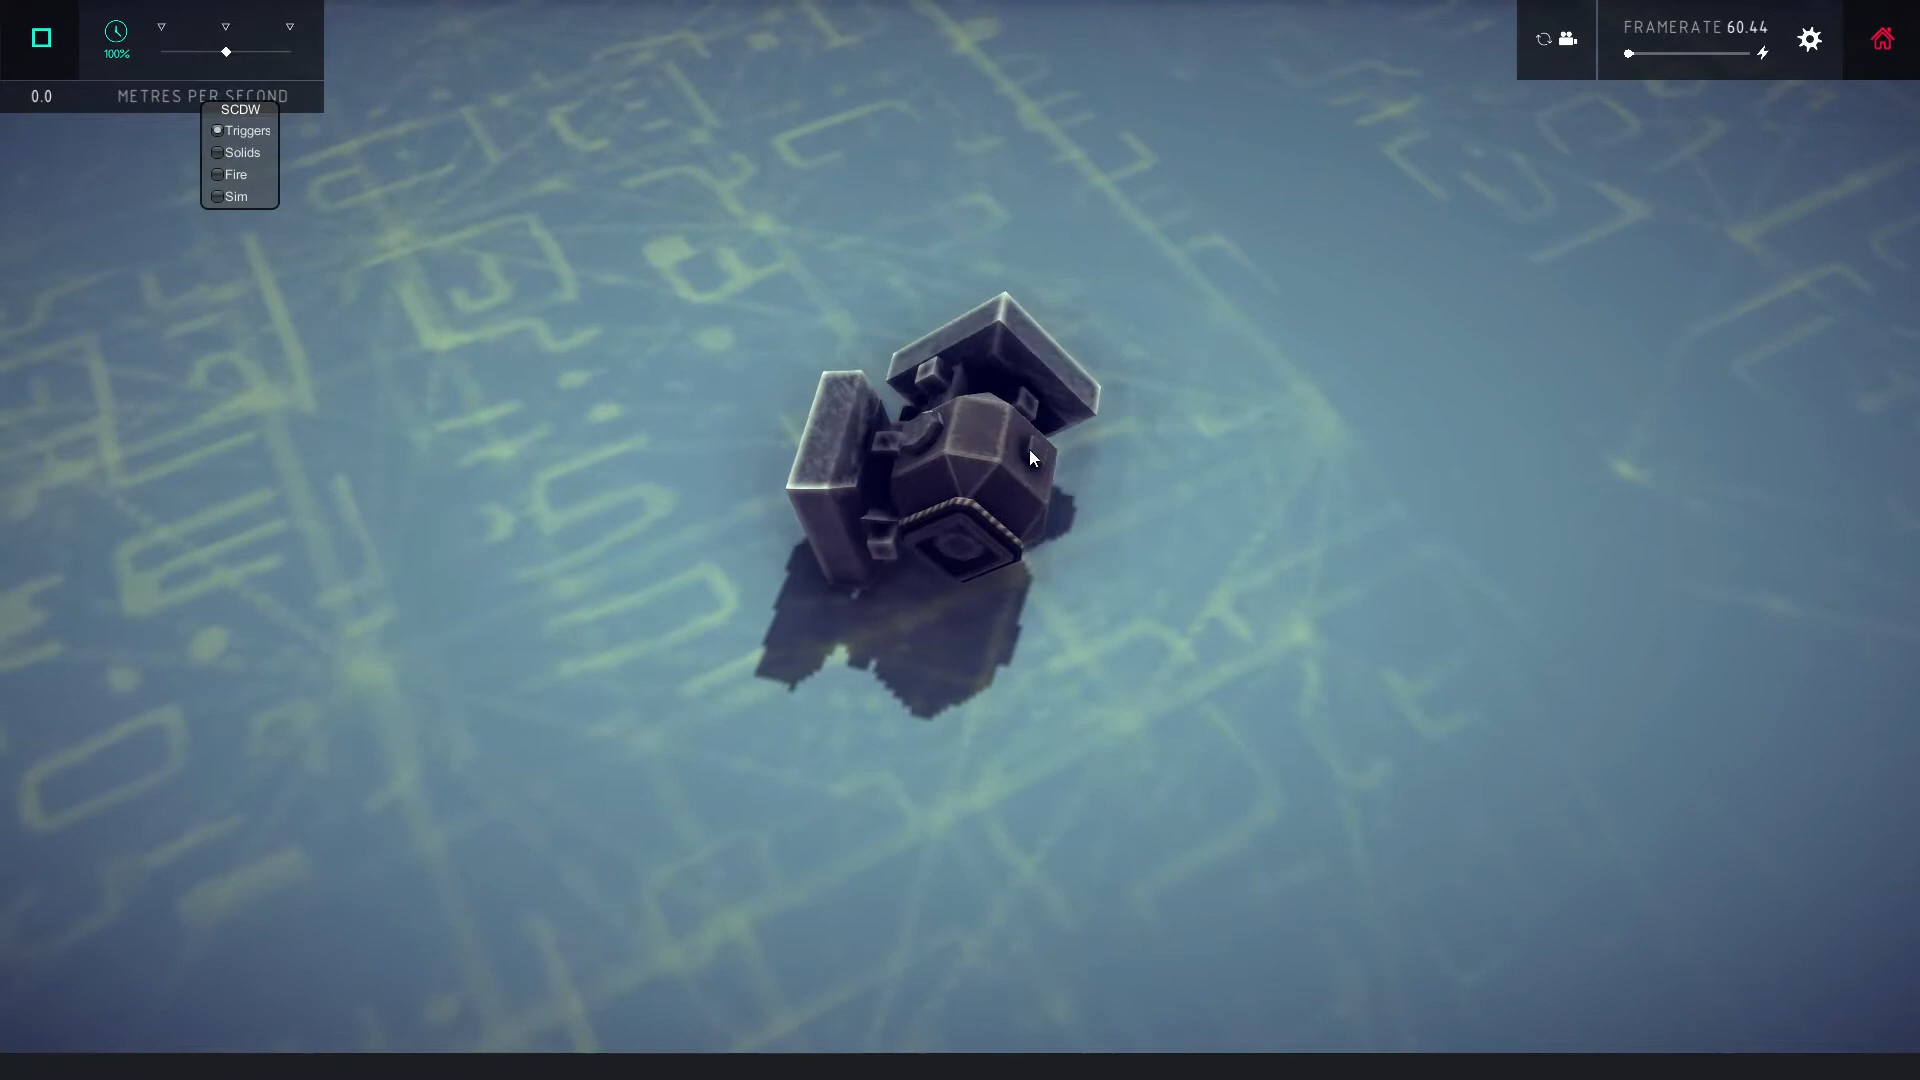 100%
FRAMERATE 60.44
0.0 METRES PER SECOND
SCDW
Triggers
Solids
Fire
Sim